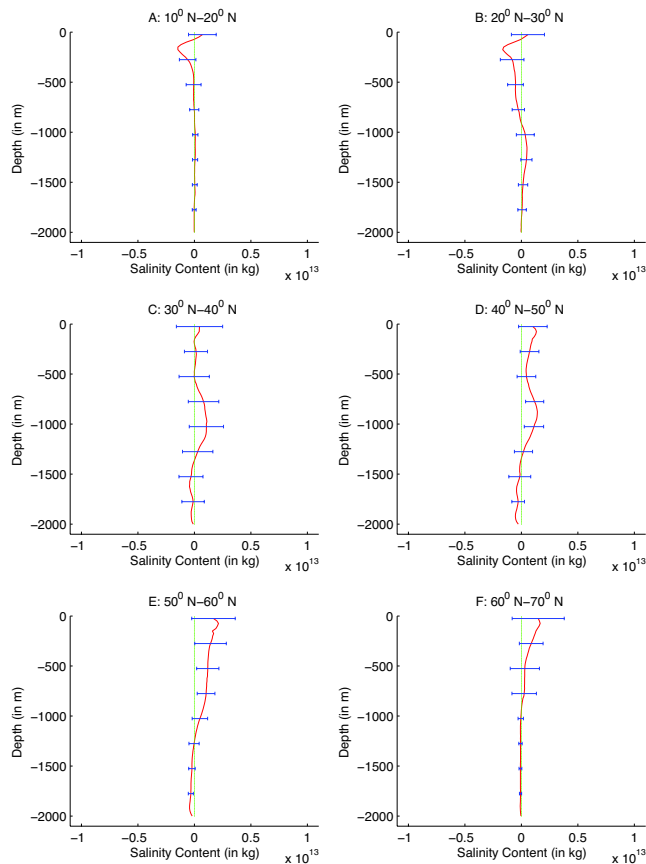 A: 10⁰ N–20⁰ N
0
−500
−1000
−1500
−2000
Depth (in m)
−1 −0.5 0 0.5 1
Salinity Content (in kg)
x 10¹³
B: 20⁰ N–30⁰ N
0
−500
−1000
−1500
−2000
Depth (in m)
−1 −0.5 0 0.5 1
Salinity Content (in kg)
x 10¹³
C: 30⁰ N–40⁰ N
0
−500
−1000
−1500
−2000
Depth (in m)
−1 −0.5 0 0.5 1
Salinity Content (in kg)
x 10¹³
D: 40⁰ N–50⁰ N
0
−500
−1000
−1500
−2000
Depth (in m)
−1 −0.5 0 0.5 1
Salinity Content (in kg)
x 10¹³
E: 50⁰ N–60⁰ N
0
−500
−1000
−1500
−2000
Depth (in m)
−1 −0.5 0 0.5 1
Salinity Content (in kg)
x 10¹³
F: 60⁰ N–70⁰ N
0
−500
−1000
−1500
−2000
Depth (in m)
−1 −0.5 0 0.5 1
Salinity Content (in kg)
x 10¹³